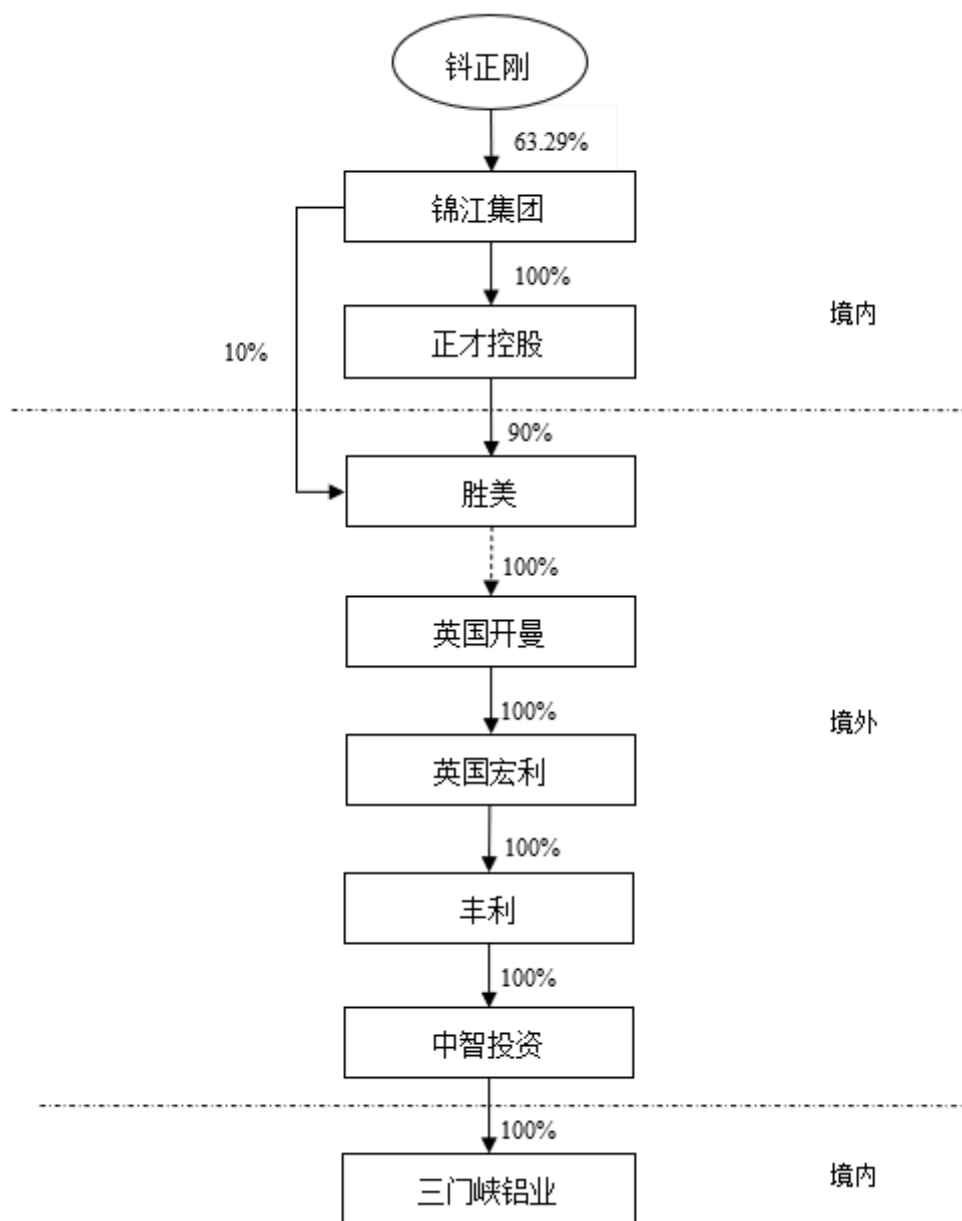 钭正刚
63.29%
锦江集团
100%
境内
正才控股
10%
90%
胜美
100%
英国开曼
100%
境外
英国宏利
100%
丰利
100%
中智投资
100%
境内
三门峡铝业